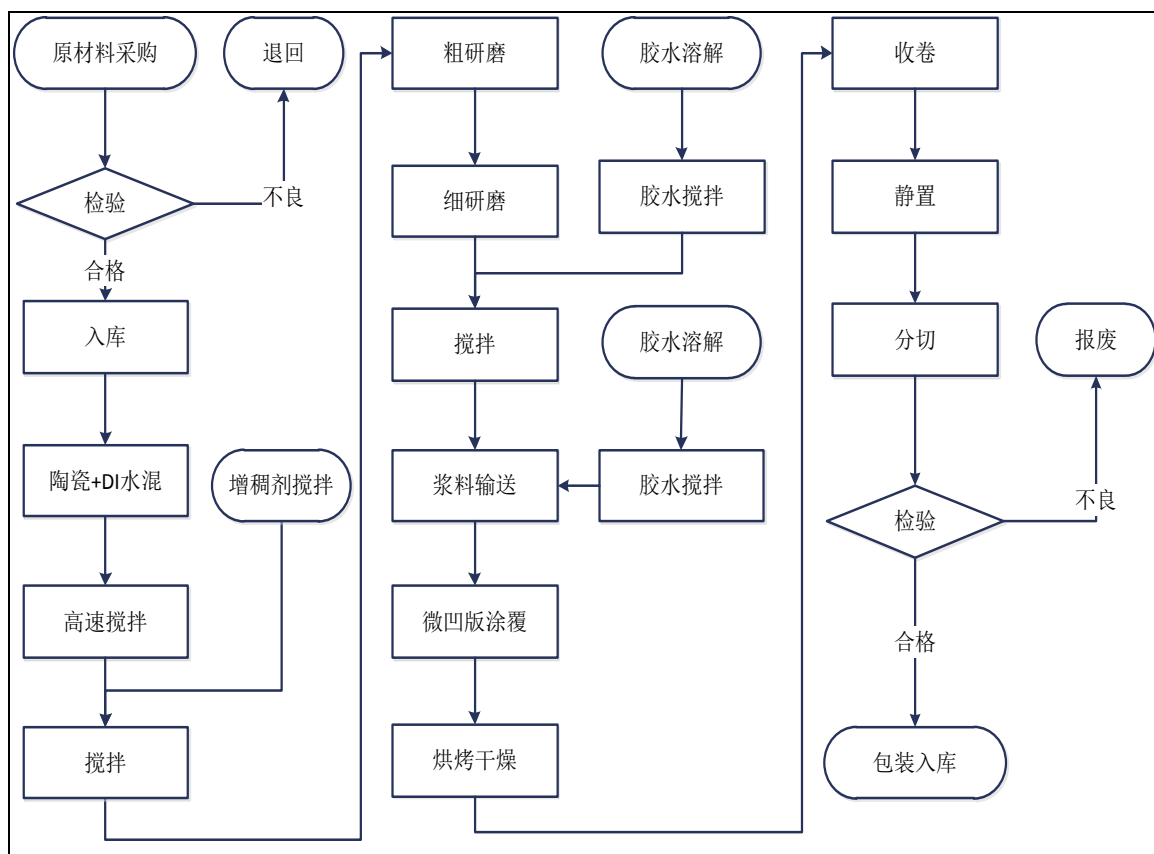 原材料采购
退回
检验
不良
合格
入库
陶瓷+DI水混
增稠剂搅拌
高速搅拌
搅拌
粗研磨
胶水溶解
细研磨
胶水搅拌
搅拌
胶水溶解
浆料输送
胶水搅拌
微凹版涂覆
烘烤干燥
收卷
静置
分切
报废
检验
不良
合格
包装入库